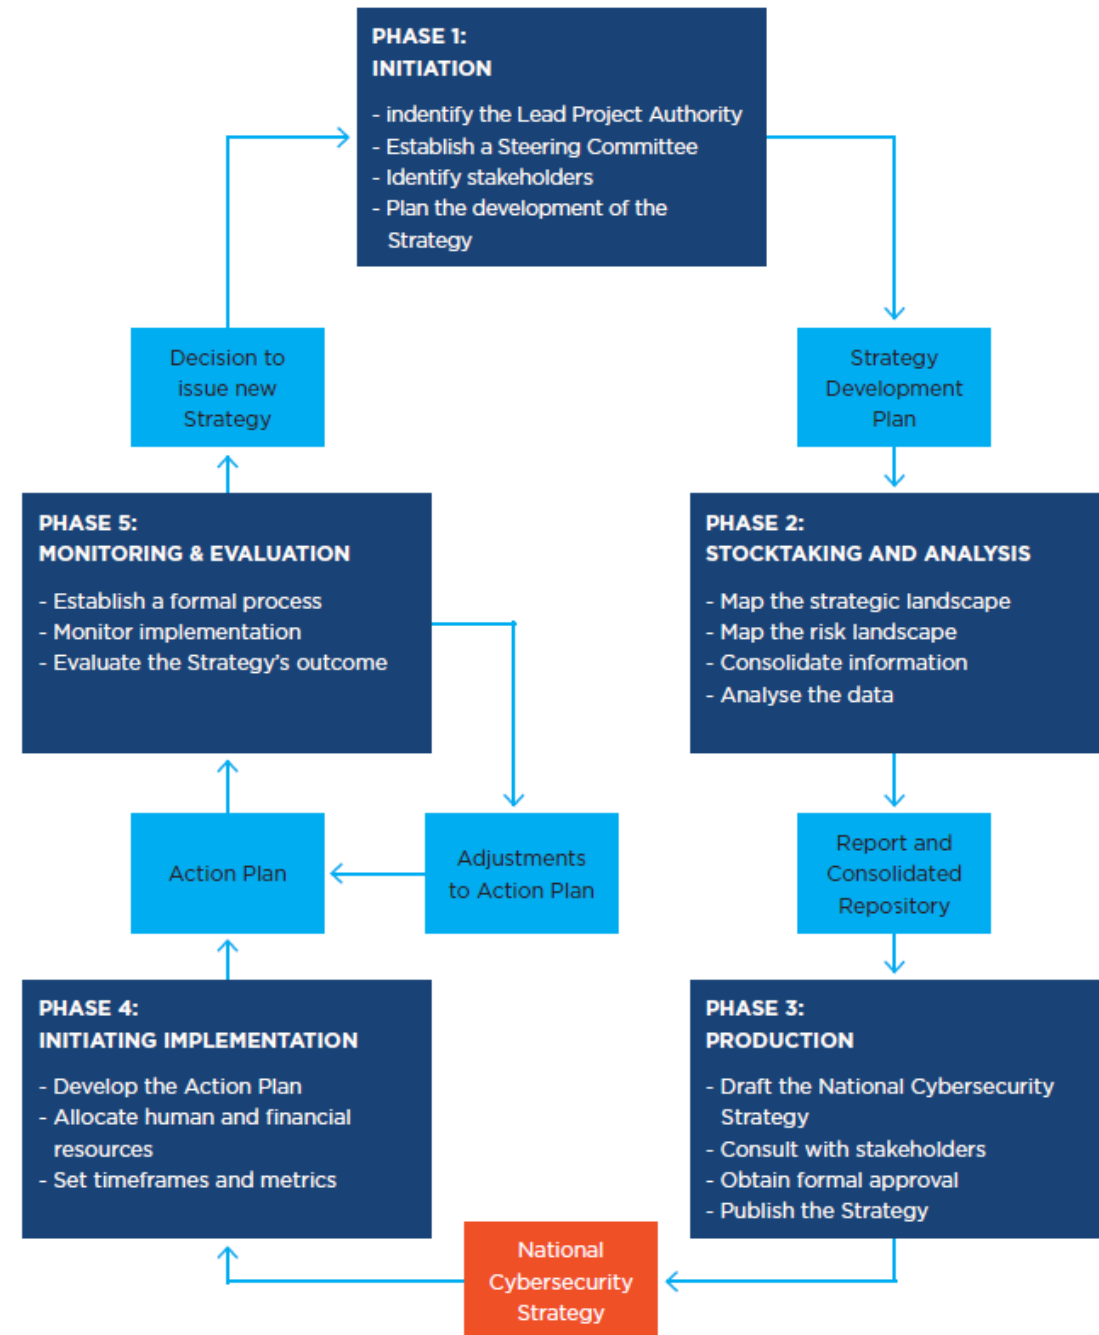 PHASE 1:
INITIATION
- indentify the Lead Project Authority
- Establish a Steering Committee
- Identify stakeholders
- Plan the development of the
Strategy
Decision to
issue new
Strategy
Strategy
Development
Plan
PHASE 5:
MONITORING & EVALUATION
- Establish a formal process
- Monitor implementation
- Evaluate the Strategy's outcome
PHASE 2:
STOCKTAKING AND ANALYSIS
- Map the strategic landscape
- Map the risk landscape
- Consolidate information
- Analyse the data
Action Plan
Adjustments
to Action Plan
Report and
Consolidated
Repository
PHASE 4:
INITIATING IMPLEMENTATION
- Develop the Action Plan
- Allocate human and financial
resources
- Set timeframes and metrics
PHASE 3:
PRODUCTION
- Draft the National Cybersecurity
Strategy
- Consult with stakeholders
- Obtain formal approval
- Publish the Strategy
National
Cybersecurity
Strategy